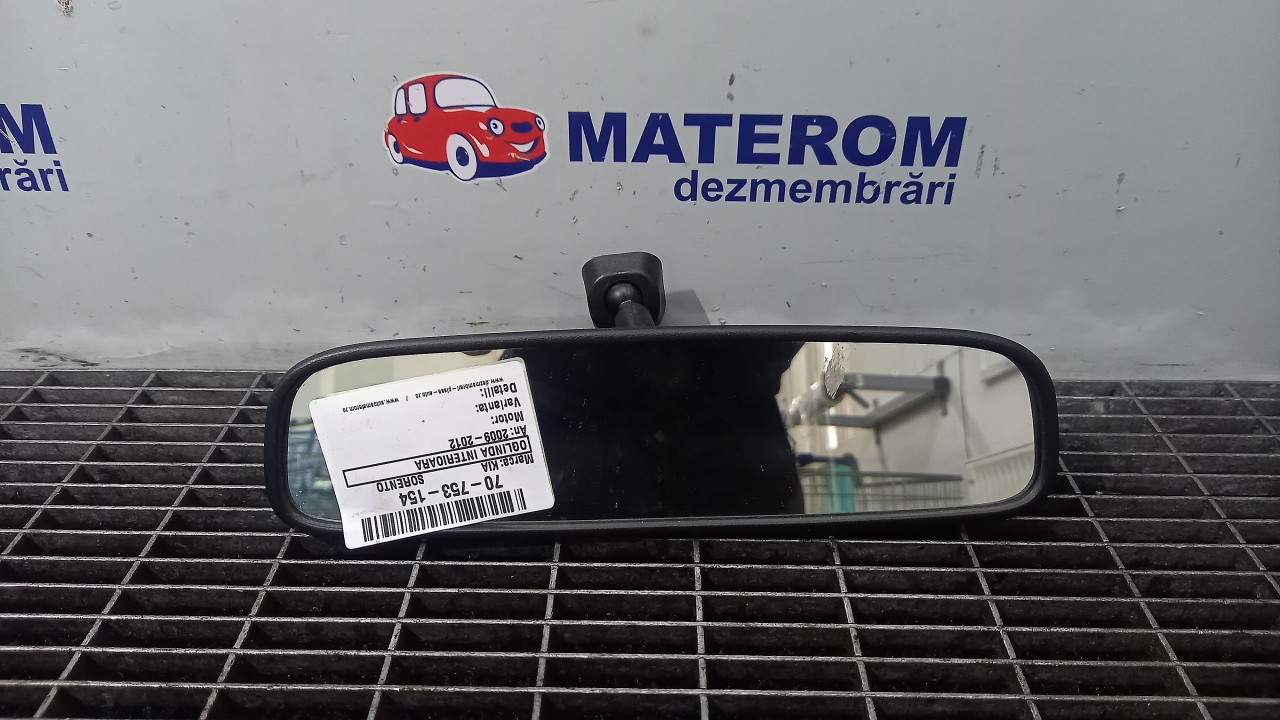 MATEROM
dezmembrări
M
rări
70-753-154
Marca: KIA SORENTO
OGLINDA INTERIOARA
An: 2009-2012
Motor:
Varianta:
Detalii: